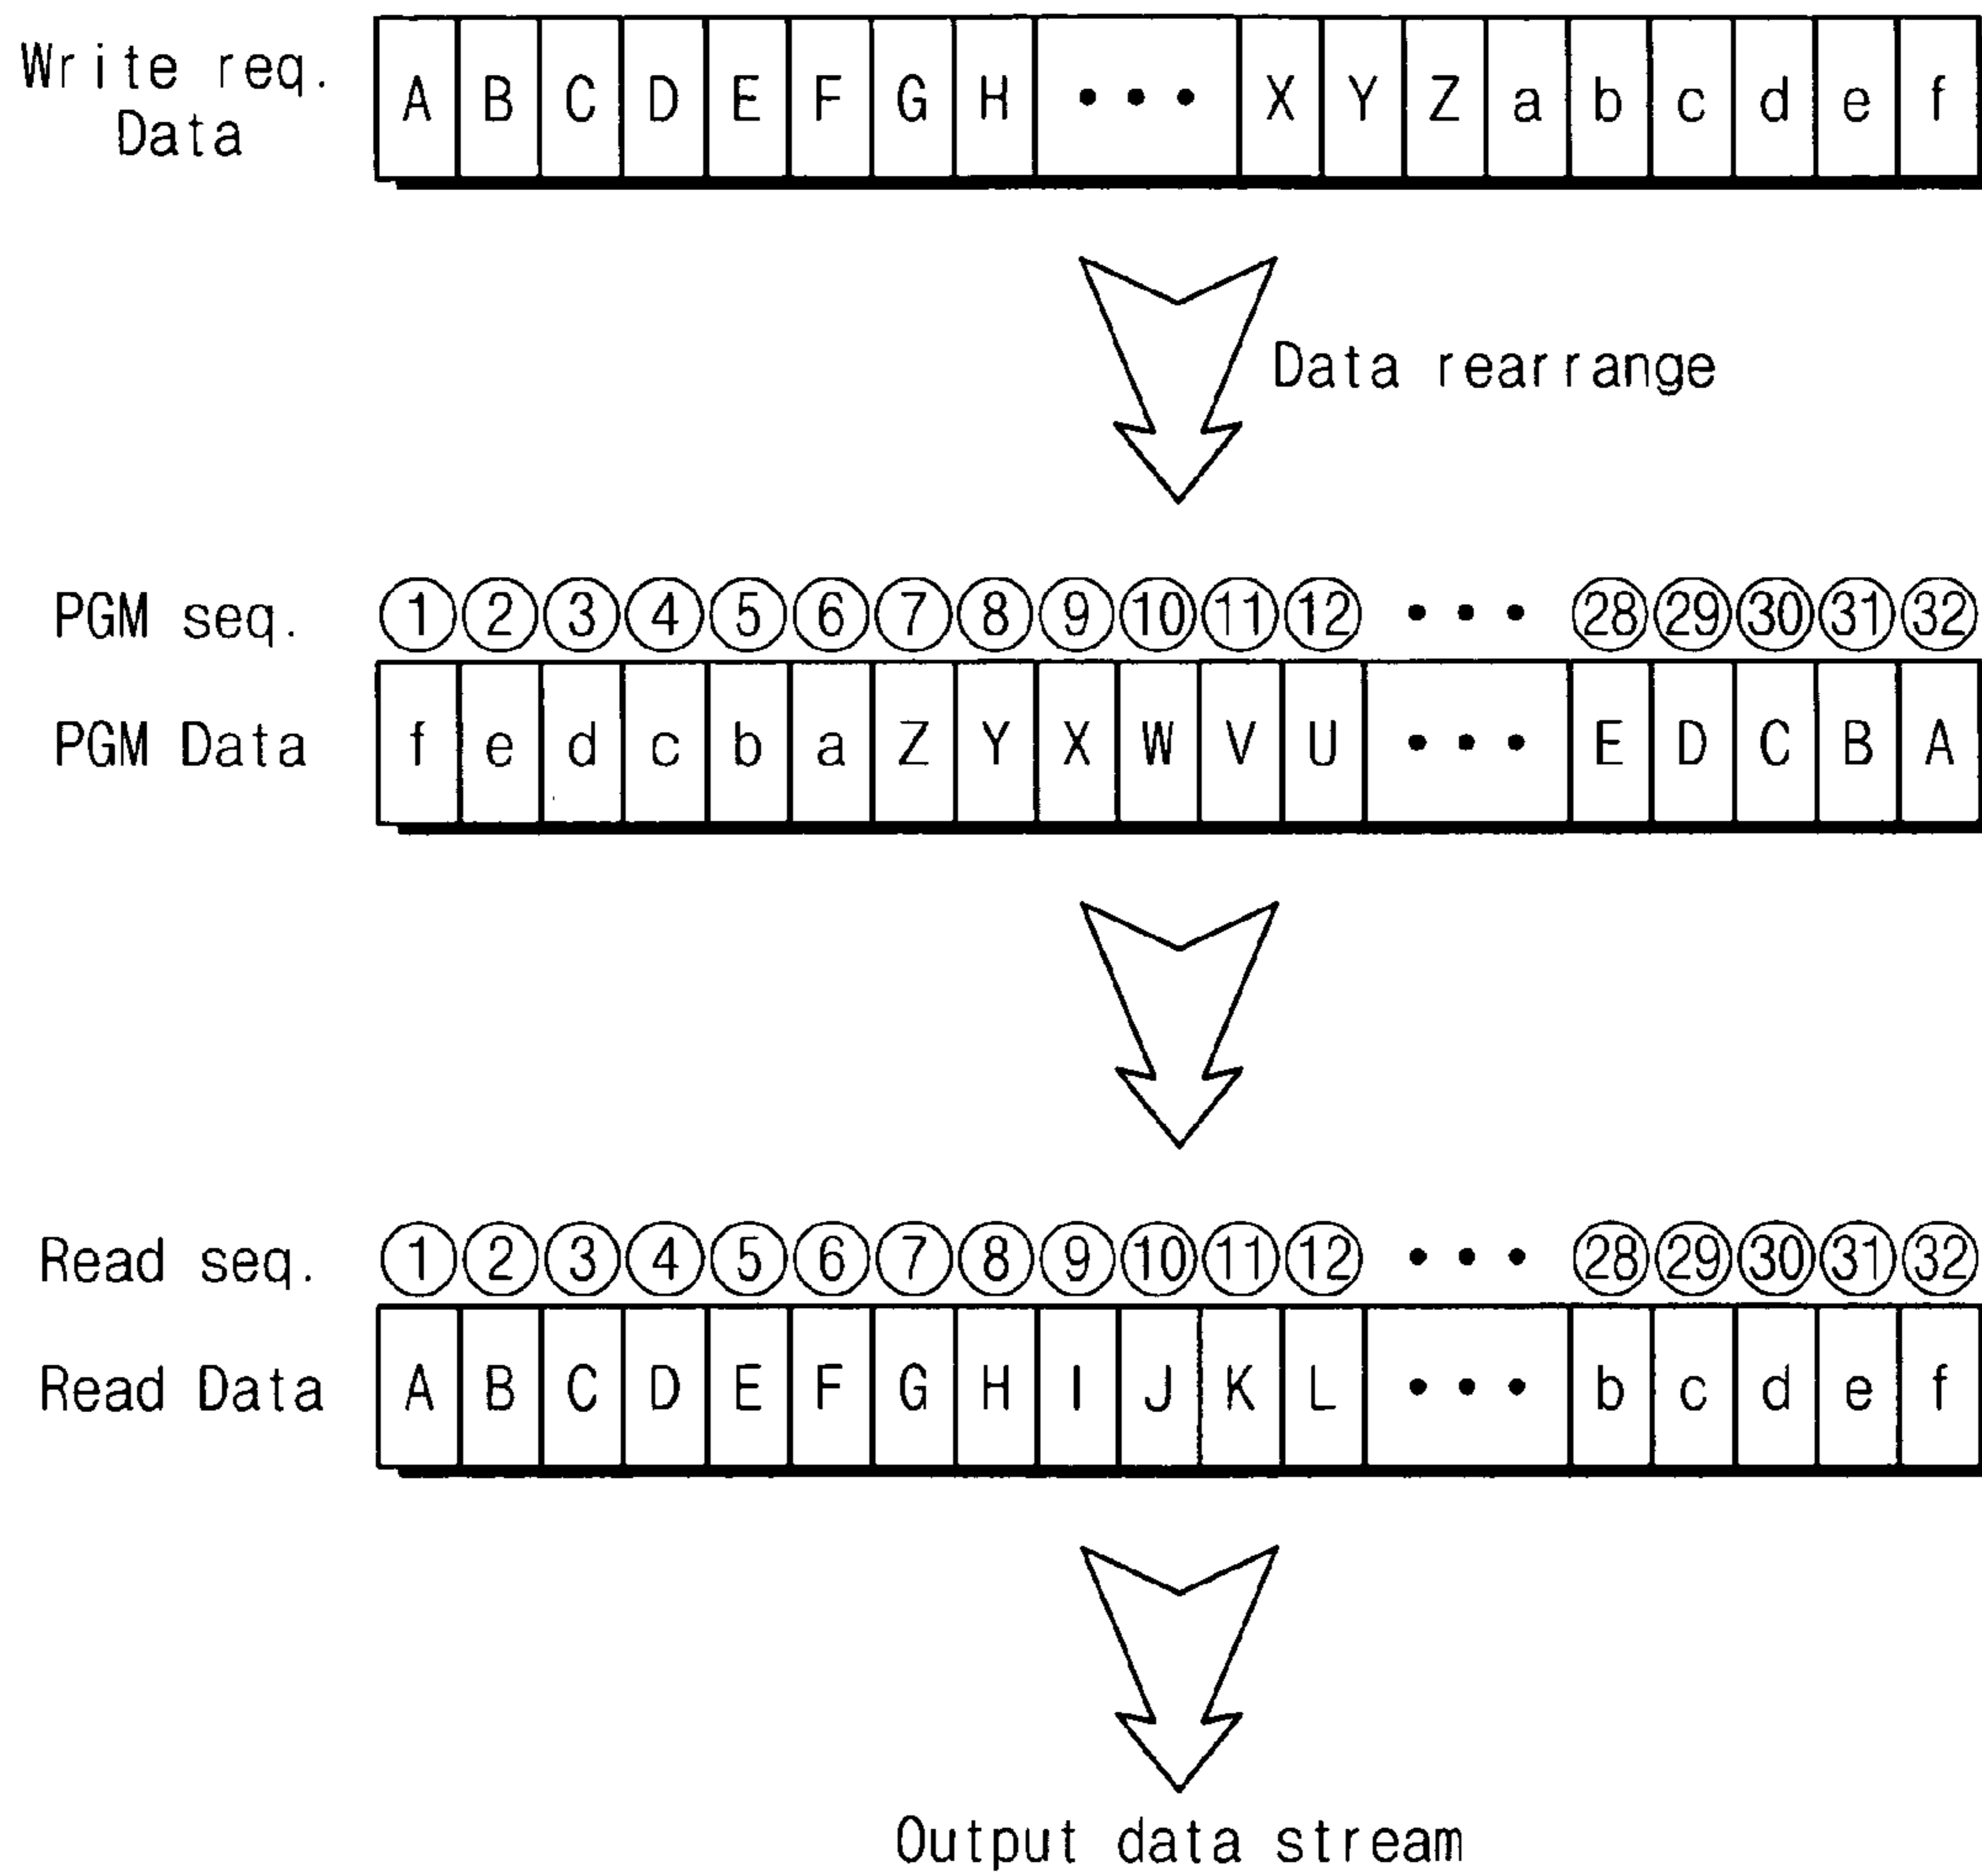 Write req.
Data
A B C D E F G H • • • X Y Z a b c d e f
Data rearrange
PGM seq. ① ② ③ ④ ⑤ ⑥ ⑦ ⑧ ⑨ ⑩ ⑪ ⑫ • • • ㉘ ㉙ ㉚ ㉛ ㉜
PGM Data f e d c b a Z Y X W V U • • • E D C B A
Read seq. ① ② ③ ④ ⑤ ⑥ ⑦ ⑧ ⑨ ⑩ ⑪ ⑫ • • • ㉘ ㉙ ㉚ ㉛ ㉜
Read Data A B C D E F G H I J K L • • • b c d e f
Output data stream